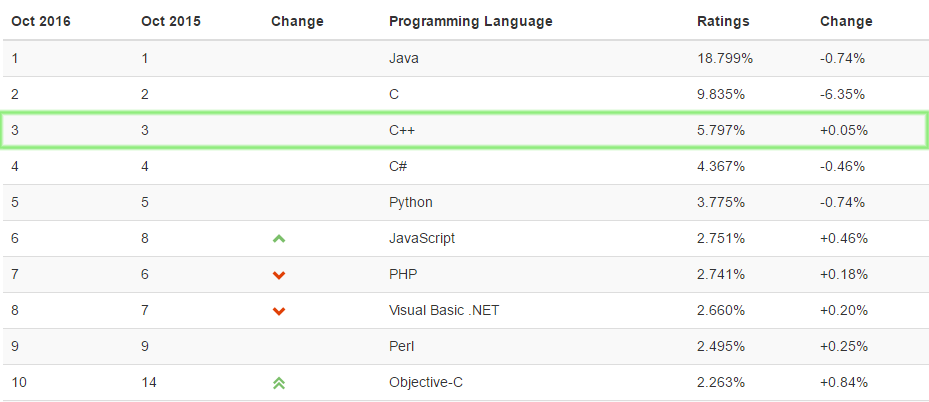 Oct 2016 Oct 2015 Change Programming Language Ratings Change
1 1 Java 18.799% -0.74%
2 2 C 9.835% -6.35%
3 3 C++ 5.797% +0.05%
4 4 C# 4.367% -0.46%
5 5 Python 3.775% -0.74%
6 8 JavaScript 2.751% +0.46%
7 6 PHP 2.741% +0.18%
8 7 Visual Basic .NET 2.660% +0.20%
9 9 Perl 2.495% +0.25%
10 14 Objective-C 2.263% +0.84%